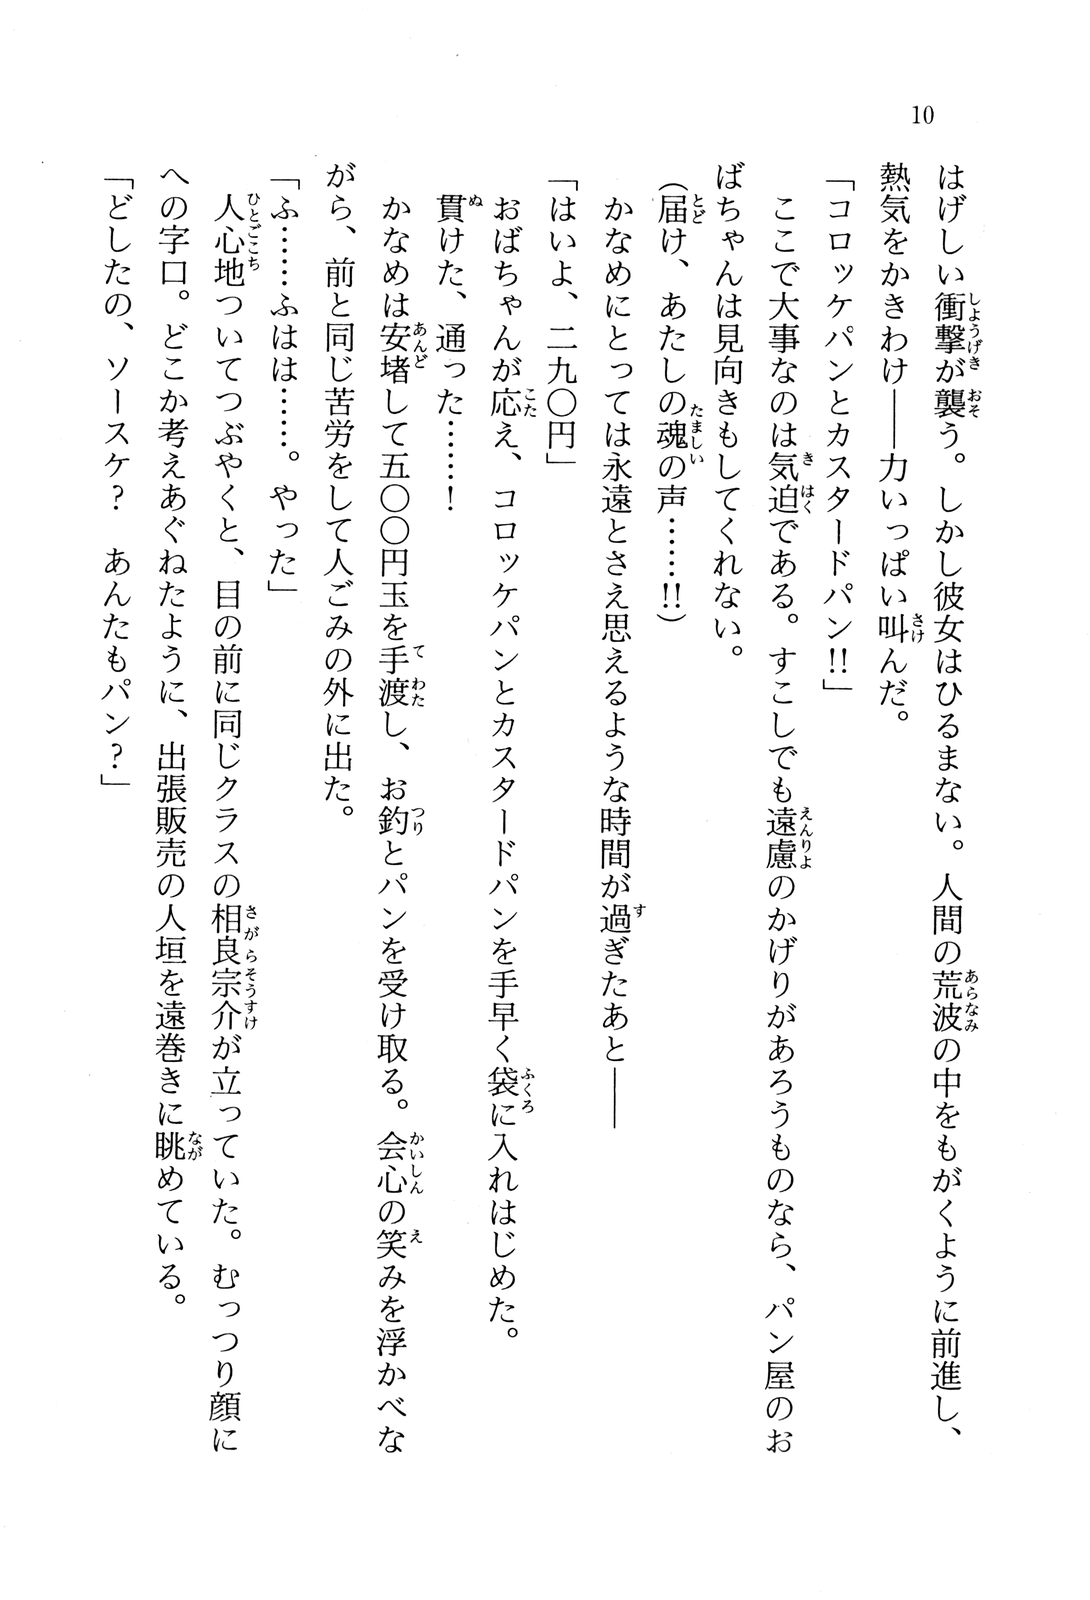 10
はげしい衝撃が襲う。しかし彼女はひるまない。人間の荒波の中をもがくように前進し、
熱気をかきわけ――力いっぱい叫んだ。
「コロッケパンとカスタードパン!!」
　ここで大事なのは気迫である。すこしでも遠慮のかげりがあろうものなら、パン屋のお
ばちゃんは見向きもしてくれない。
（届け、あたしの魂の声……!!）
　かなめにとっては永遠とさえ思えるような時間が過ぎたあと――
「はいよ、二九〇円」
　おばちゃんが応え、コロッケパンとカスタードパンを手早く袋に入れはじめた。
　貫けた、通った……！
　かなめは安堵して五〇〇円玉を手渡し、お釣とパンを受け取る。会心の笑みを浮かべな
がら、前と同じ苦労をして人ごみの外に出た。
「ふ……ふはは……。やった」
　人心地ついてつぶやくと、目の前に同じクラスの相良宗介が立っていた。むっつり顔に
への字口。どこか考えあぐねたように、出張販売の人垣を遠巻きに眺めている。
「どしたの、ソースケ？　あんたもパン？」